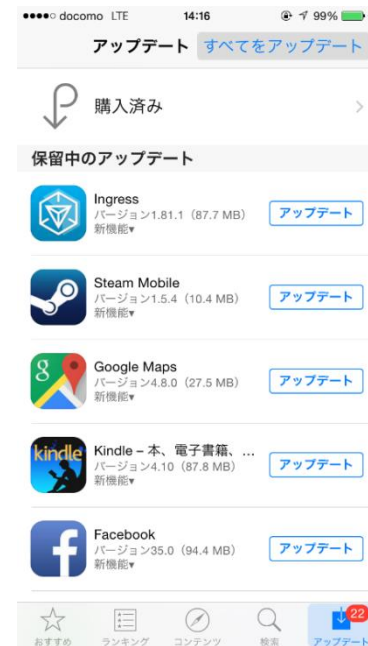 docomo LTE 14:16 99%
アップデート すべてをアップデート
購入済み
保留中のアップデート
Ingress
バージョン1.81.1（87.7 MB）
新機能▾
アップデート
Steam Mobile
バージョン1.5.4（10.4 MB）
新機能▾
アップデート
8
Google Maps
バージョン4.8.0（27.5 MB）
新機能▾
アップデート
kindle
Kindle – 本、電子書籍、...
バージョン4.10（87.8 MB）
新機能▾
アップデート
f
Facebook
バージョン35.0（94.4 MB）
新機能▾
アップデート
22
おすすめ ランキング コンテンツ 検索 アップデート